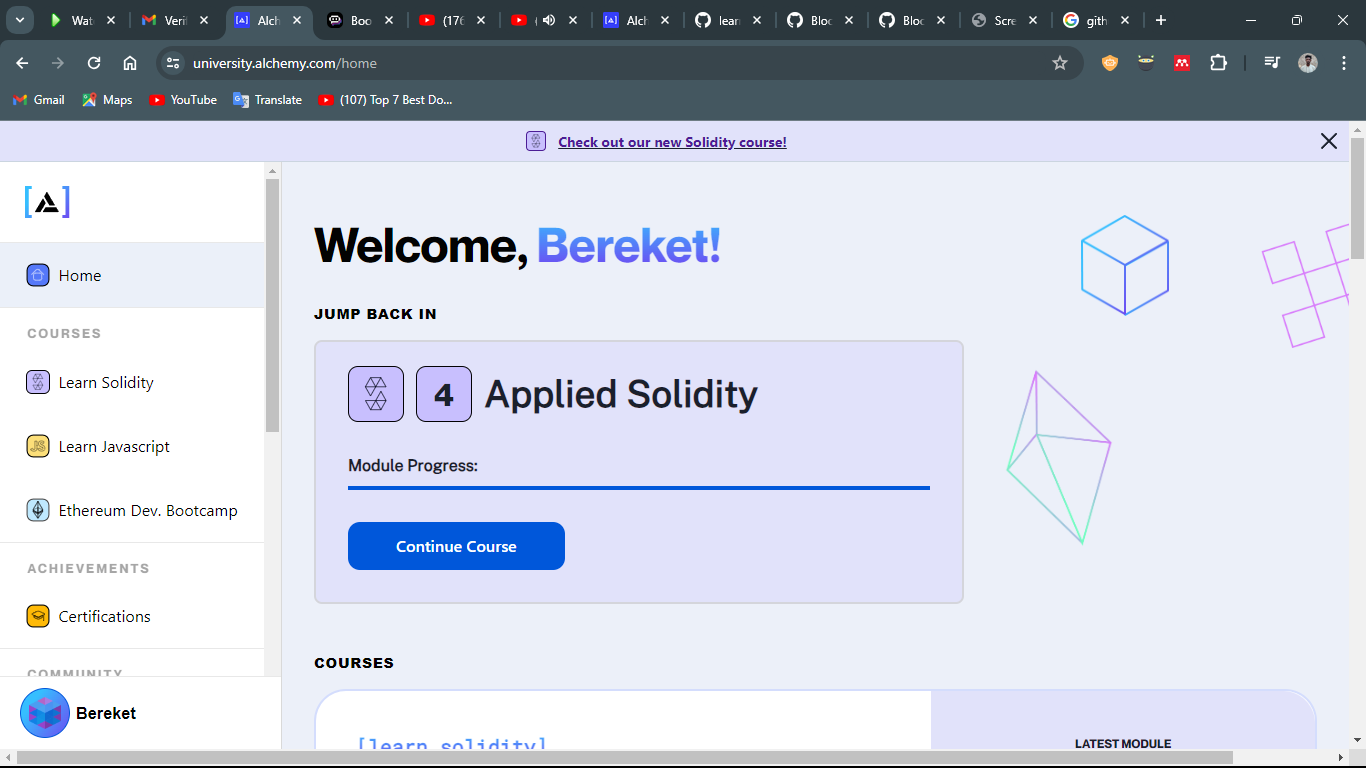 Wat
Veri
Alch
Boo
(176
(
Alch
lear
Bloc
Bloc
Scre
gith
university.alchemy.com/home
Gmail
Maps
YouTube
Translate
(107) Top 7 Best Do...
Check out our new Solidity course!
A
Home
COURSES
Learn Solidity
JS
Learn Javascript
Ethereum Dev. Bootcamp
ACHIEVEMENTS
Certifications
COMMUNITY
Bereket
Welcome, Bereket!
JUMP BACK IN
4 Applied Solidity
Module Progress:
Continue Course
COURSES
[learn solidity]
LATEST MODULE